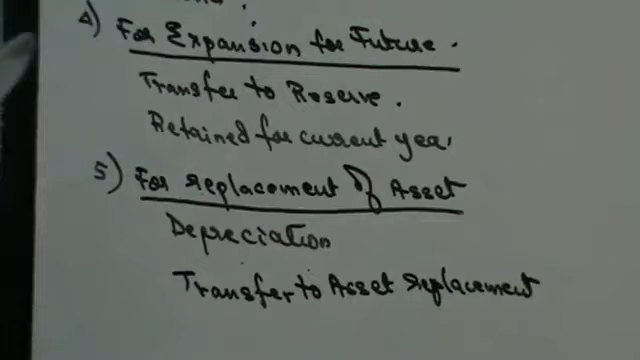 4) For Expansion for Future.
Transfer to Reserve.
Retained for current year
5) For replacement of Asset
Depreciation
Transfer to Asset replacement